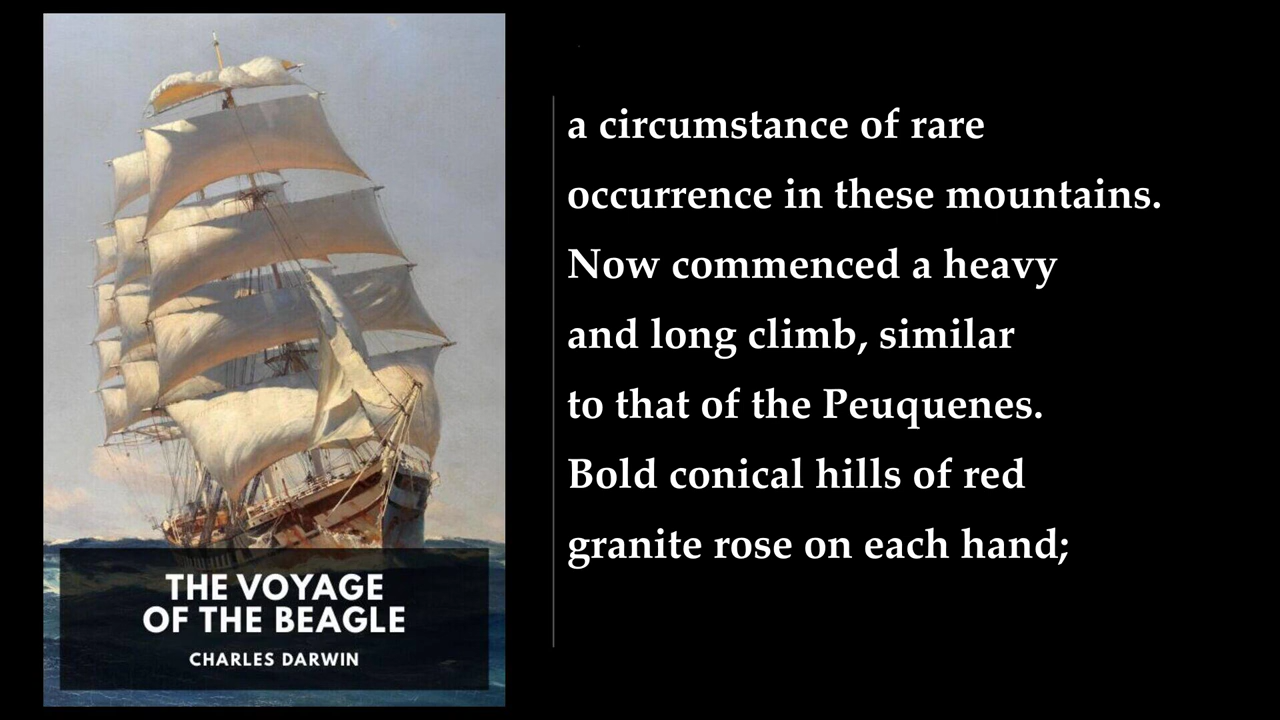 THE VOYAGE
OF THE BEAGLE
CHARLES DARWIN
a circumstance of rare
occurrence in these mountains.
Now commenced a heavy
and long climb, similar
to that of the Peuquenes.
Bold conical hills of red
granite rose on each hand;